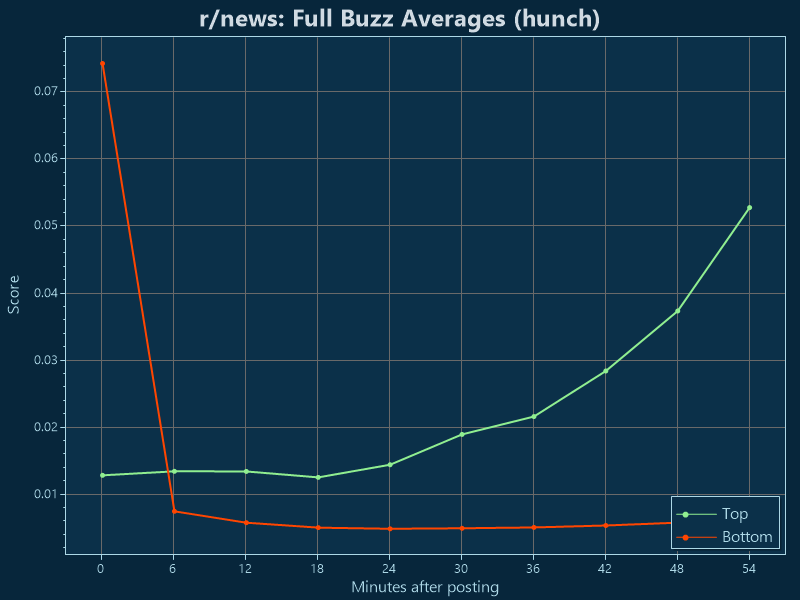 r/news: Full Buzz Averages (hunch)
0.07
0.06
0.05
0.04
0.03
0.02
0.01
Score
0 6 12 18 24 30 36 42 48 54
Minutes after posting
Top
Bottom